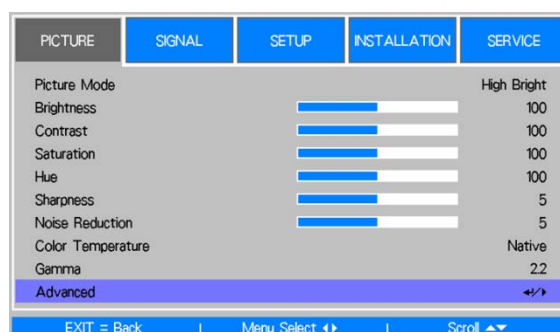 PICTURE SIGNAL SETUP INSTALLATION SERVICE
Picture Mode High Bright
Brightness 100
Contrast 100
Saturation 100
Hue 100
Sharpness 5
Noise Reduction 5
Color Temperature Native
Gamma 2.2
Advanced ↵/▶
EXIT = Back | Menu Select ◀▶ | Scroll ▲▼